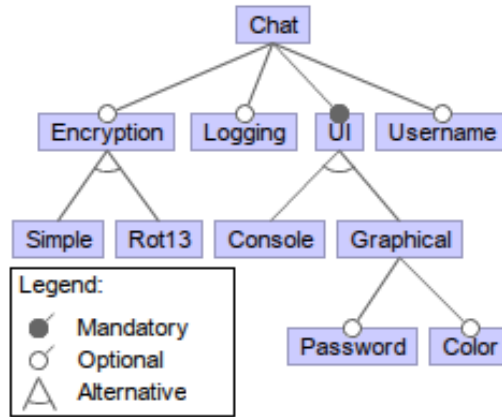 Chat
Encryption Logging UI Username
Simple Rot13 Console Graphical
Legend:
Mandatory
Optional
Alternative
Password Color